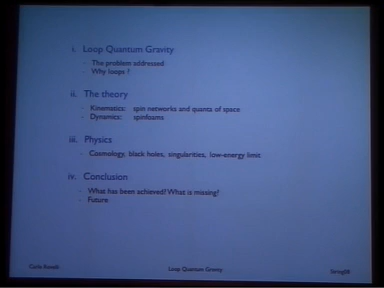 i. Loop Quantum Gravity
- The problem addressed
- Why loops ?
ii. The theory
- Kinematics: spin networks and quanta of space
- Dynamics: spinfoams
iii. Physics
- Cosmology, black holes, singularities, low-energy limit
iv. Conclusion
- What has been achieved? What is missing?
- Future
Carlo Rovelli Loop Quantum Gravity Strings08